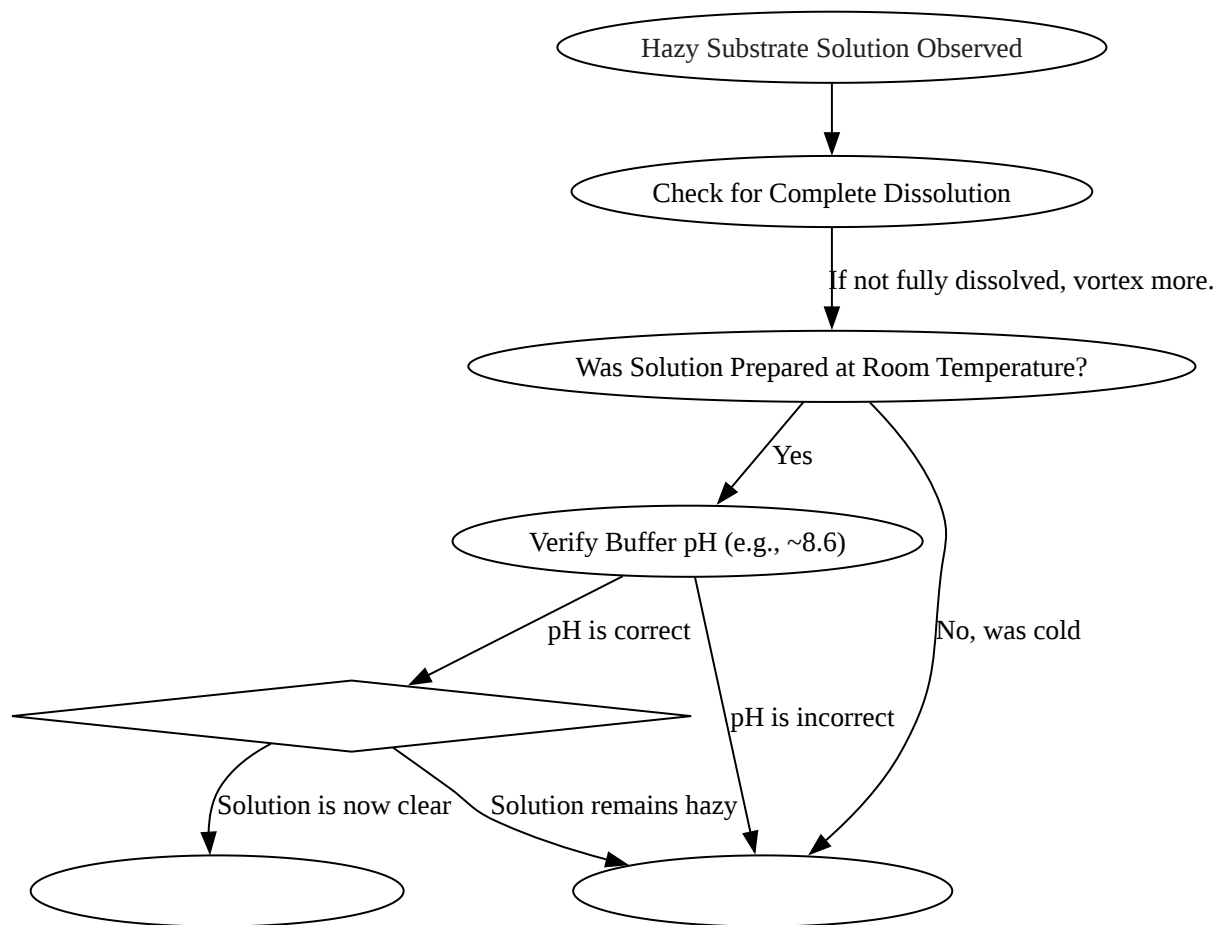 Hazy Substrate Solution Observed
Check for Complete Dissolution
If not fully dissolved, vortex more.
Was Solution Prepared at Room Temperature?
Yes
Verify Buffer pH (e.g., ~8.6)
pH is correct
No, was cold
pH is incorrect
Solution is now clear
Solution remains hazy